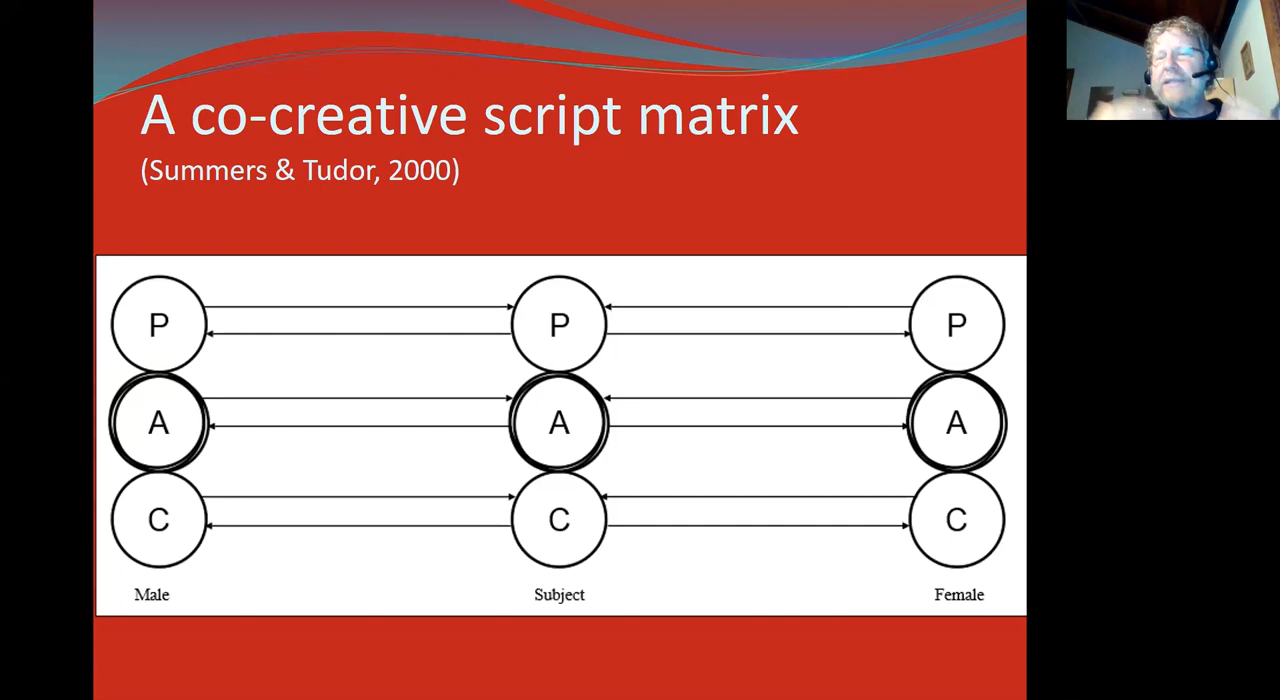 A co-creative script matrix
(Summers & Tudor, 2000)
P P P
A A A
C C C
Male Subject Female